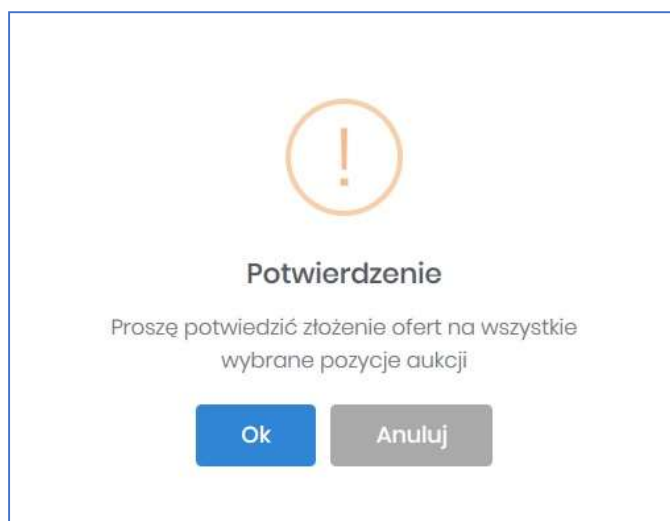 !
Potwierdzenie
Proszę potwiedzić złożenie ofert na wszystkie
wybrane pozycje aukcji
Ok
Anuluj